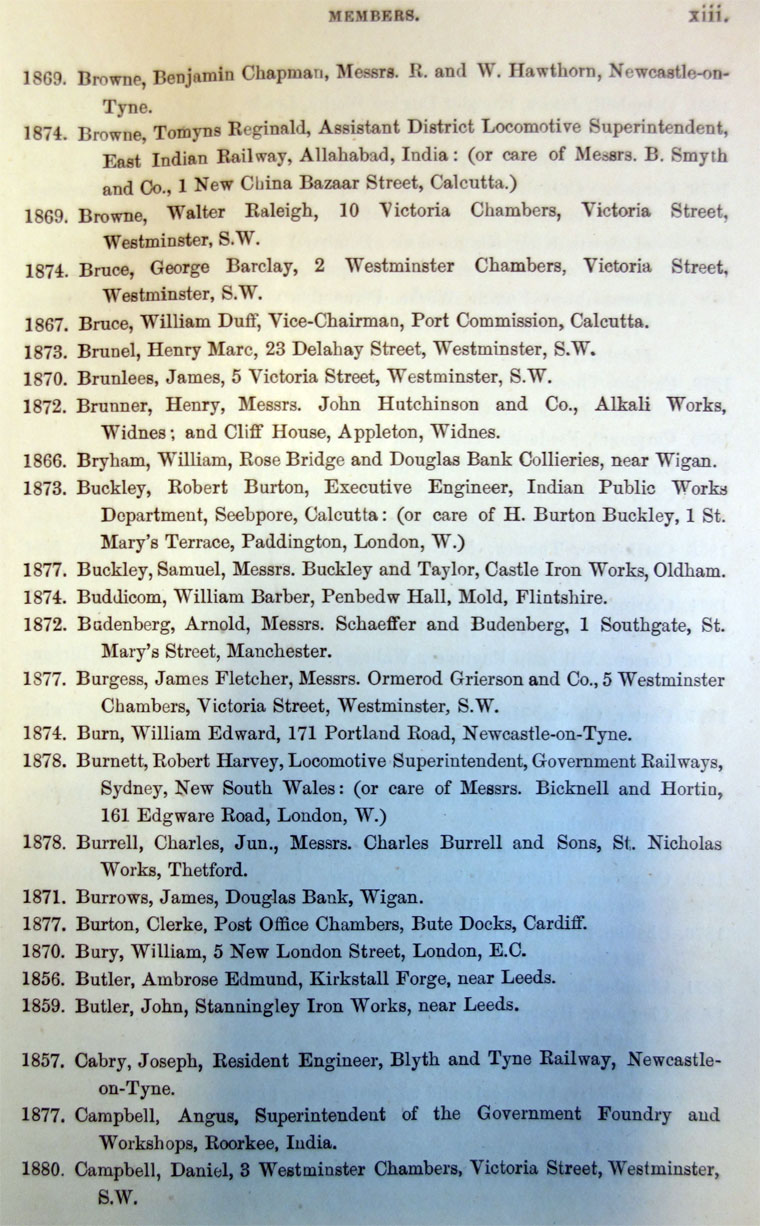 MEMBERS. xiii.
1869. Browne, Benjamin Chapman, Messrs. R. and W. Hawthorn, Newcastle-on-
Tyne.
1874. Browne, Tomyns Reginald, Assistant District Locomotive Superintendent,
East Indian Railway, Allahabad, India: (or care of Messrs. B. Smyth
and Co., 1 New China Bazaar Street, Calcutta.)
1869. Browne, Walter Raleigh, 10 Victoria Chambers, Victoria Street,
Westminster, S.W.
1874. Bruce, George Barclay, 2 Westminster Chambers, Victoria Street,
Westminster, S.W.
1867. Bruce, William Duff, Vice-Chairman, Port Commission, Calcutta.
1873. Brunel, Henry Marc, 23 Delahay Street, Westminster, S.W.
1870. Brunlees, James, 5 Victoria Street, Westminster, S.W.
1872. Brunner, Henry, Messrs. John Hutchinson and Co., Alkali Works,
Widnes; and Cliff House, Appleton, Widnes.
1866. Bryham, William, Rose Bridge and Douglas Bank Collieries, near Wigan.
1873. Buckley, Robert Burton, Executive Engineer, Indian Public Works
Department, Seebpore, Calcutta: (or care of H. Burton Buckley, 1 St.
Mary's Terrace, Paddington, London, W.)
1877. Buckley, Samuel, Messrs. Buckley and Taylor, Castle Iron Works, Oldham.
1874. Buddicom, William Barber, Penbedw Hall, Mold, Flintshire.
1872. Budenberg, Arnold, Messrs. Schaeffer and Budenberg, 1 Southgate, St.
Mary's Street, Manchester.
1877. Burgess, James Fletcher, Messrs. Ormerod Grierson and Co., 5 Westminster
Chambers, Victoria Street, Westminster, S.W.
1874. Burn, William Edward, 171 Portland Road, Newcastle-on-Tyne.
1878. Burnett, Robert Harvey, Locomotive Superintendent, Government Railways,
Sydney, New South Wales: (or care of Messrs. Bicknell and Hortin,
161 Edgware Road, London, W.)
1878. Burrell, Charles, Jun., Messrs. Charles Burrell and Sons, St. Nicholas
Works, Thetford.
1871. Burrows, James, Douglas Bank, Wigan.
1877. Burton, Clerke, Post Office Chambers, Bute Docks, Cardiff.
1870. Bury, William, 5 New London Street, London, E.C.
1856. Butler, Ambrose Edmund, Kirkstall Forge, near Leeds.
1859. Butler, John, Stanningley Iron Works, near Leeds.
1857. Cabry, Joseph, Resident Engineer, Blyth and Tyne Railway, Newcastle-
on-Tyne.
1877. Campbell, Angus, Superintendent of the Government Foundry and
Workshops, Roorkee, India.
1880. Campbell, Daniel, 3 Westminster Chambers, Victoria Street, Westminster,
S.W.